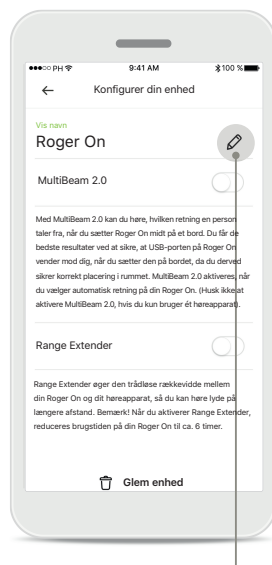 ●●●○○ PH 9:41 AM 100 %
Konfigurer din enhed
Vis navn
Roger On
MultiBeam 2.0
Med MultiBeam 2.0 kan du høre, hvilken retning en person
taler fra, når du sætter Roger On midt på et bord. Du får de
bedste resultater ved at sikre, at USB-porten på Roger On
vender mod dig, når du sætter den på bordet, da du derved
sikrer korrekt placering i rummet. MultiBeam 2.0 aktiveres, når
du vælger automatisk retning på din Roger On. (Husk ikke at
aktivere MultiBeam 2.0, hvis du kun bruger ét høreapparat).
Range Extender
Range Extender øger den trådløse rækkevidde mellem
din Roger On og dit høreapparat, så du kan høre lyde på
længere afstand. Bemærk! Når du aktiverer Range Extender,
reduceres brugstiden på din Roger On til ca. 6 timer.
Glem enhed